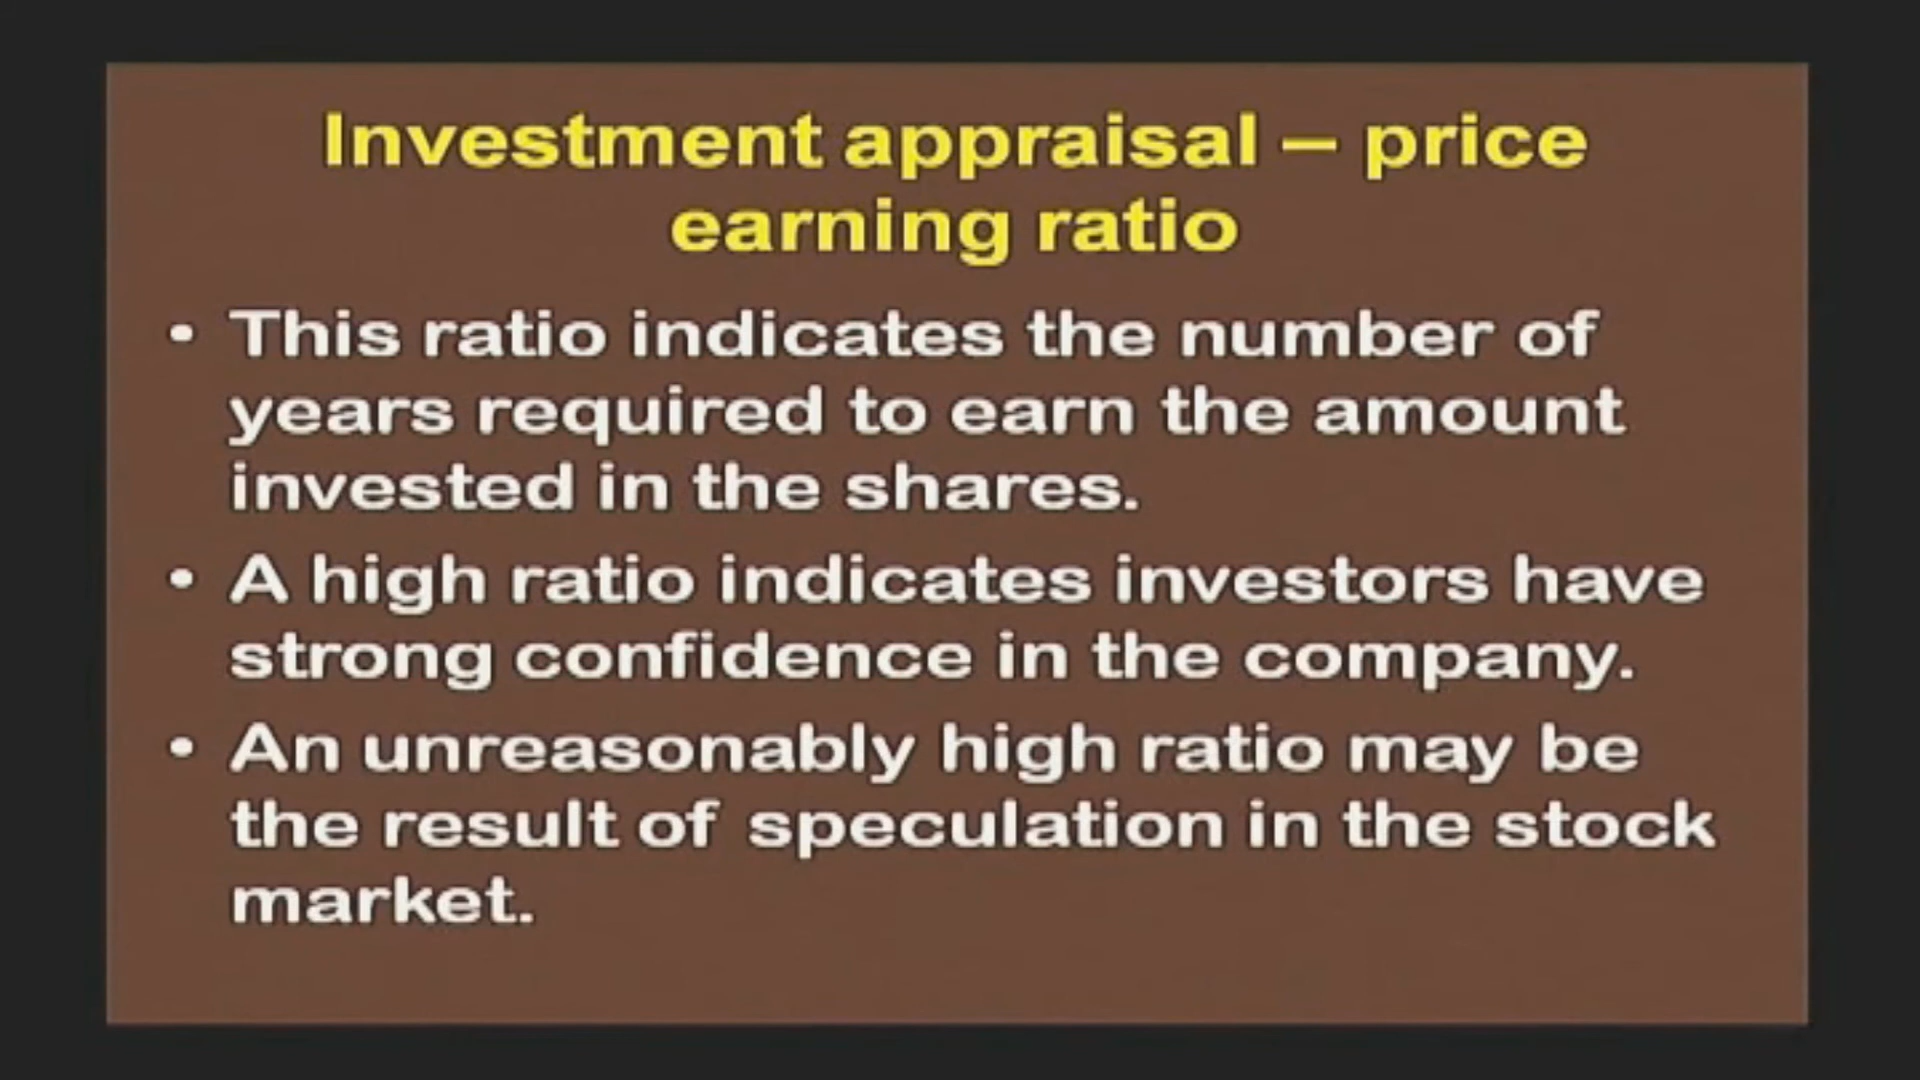 Investment appraisal – price
earning ratio
• This ratio indicates the number of
years required to earn the amount
invested in the shares.
• A high ratio indicates investors have
strong confidence in the company.
• An unreasonably high ratio may be
the result of speculation in the stock
market.